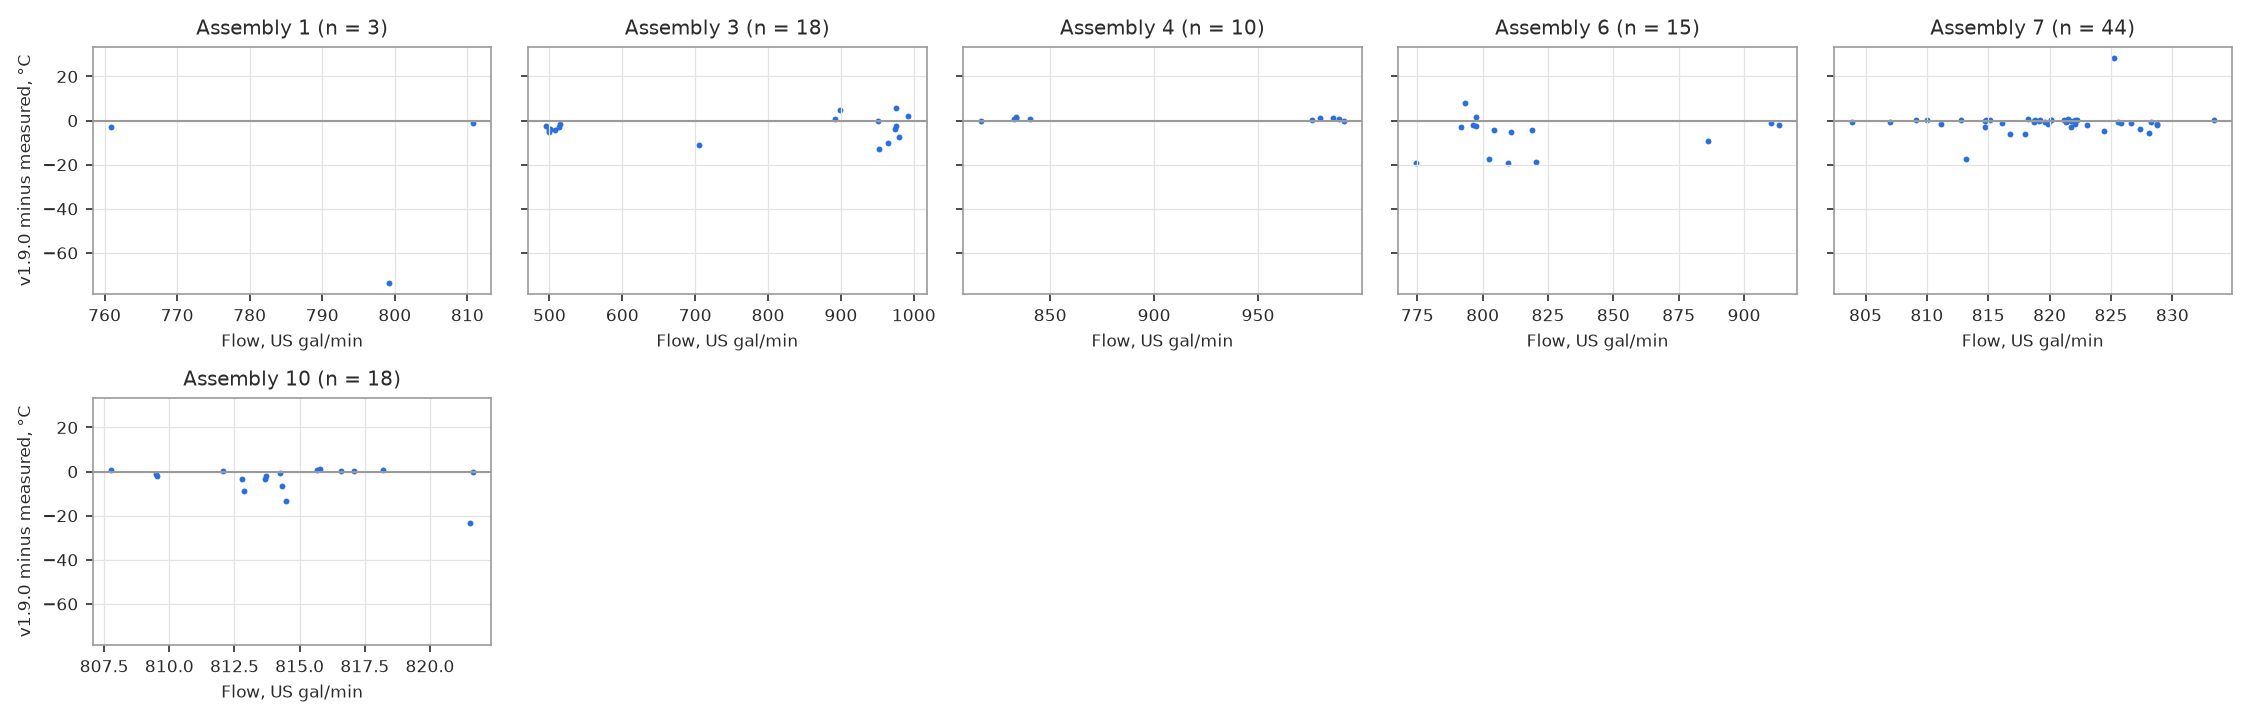 Assembly 1 (n = 3)
Assembly 3 (n = 18)
Assembly 4 (n = 10)
Assembly 6 (n = 15)
Assembly 7 (n = 44)
v1.9.0 minus measured, °C
20
0
−20
−40
−60
760 770 780 790 800 810
500 600 700 800 900 1000
850 900 950
775 800 825 850 875 900
805 810 815 820 825 830
Flow, US gal/min
Flow, US gal/min
Flow, US gal/min
Flow, US gal/min
Flow, US gal/min
Assembly 10 (n = 18)
v1.9.0 minus measured, °C
20
0
−20
−40
−60
807.5 810.0 812.5 815.0 817.5 820.0
Flow, US gal/min